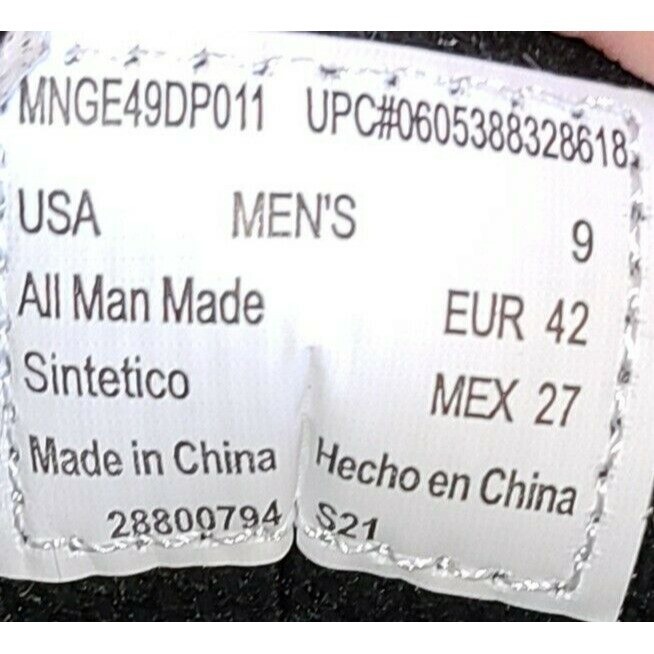 MNGE49DP011 UPC#0605388328618
USA MEN'S 9
All Man Made EUR 42
Sintetico MEX 27
Made in China Hecho en China
28800794 S21